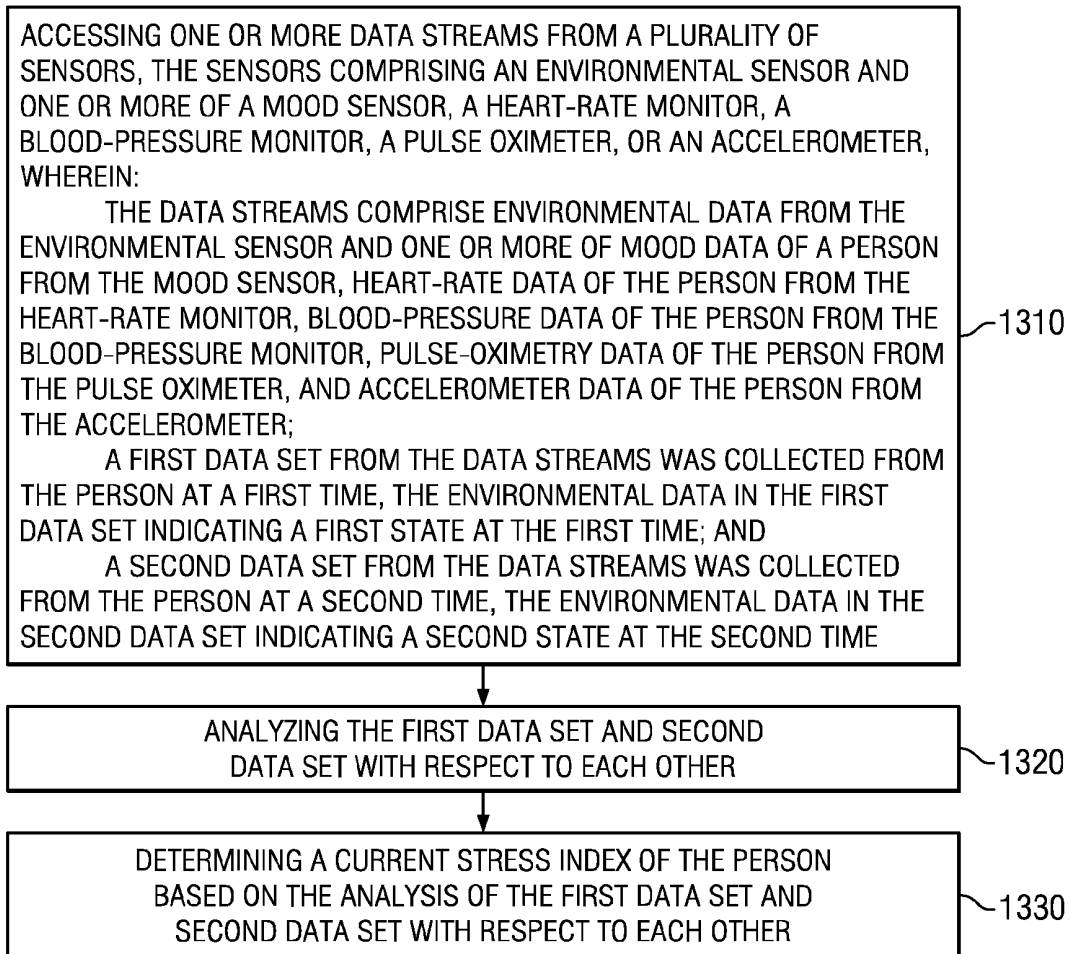 ACCESSING ONE OR MORE DATA STREAMS FROM A PLURALITY OF
SENSORS, THE SENSORS COMPRISING AN ENVIRONMENTAL SENSOR AND
ONE OR MORE OF A MOOD SENSOR, A HEART-RATE MONITOR, A
BLOOD-PRESSURE MONITOR, A PULSE OXIMETER, OR AN ACCELEROMETER,
WHEREIN:
THE DATA STREAMS COMPRISE ENVIRONMENTAL DATA FROM THE
ENVIRONMENTAL SENSOR AND ONE OR MORE OF MOOD DATA OF A PERSON
FROM THE MOOD SENSOR, HEART-RATE DATA OF THE PERSON FROM THE
HEART-RATE MONITOR, BLOOD-PRESSURE DATA OF THE PERSON FROM THE
BLOOD-PRESSURE MONITOR, PULSE-OXIMETRY DATA OF THE PERSON FROM
THE PULSE OXIMETER, AND ACCELEROMETER DATA OF THE PERSON FROM
THE ACCELEROMETER;
A FIRST DATA SET FROM THE DATA STREAMS WAS COLLECTED FROM
THE PERSON AT A FIRST TIME, THE ENVIRONMENTAL DATA IN THE FIRST
DATA SET INDICATING A FIRST STATE AT THE FIRST TIME; AND
A SECOND DATA SET FROM THE DATA STREAMS WAS COLLECTED
FROM THE PERSON AT A SECOND TIME, THE ENVIRONMENTAL DATA IN THE
SECOND DATA SET INDICATING A SECOND STATE AT THE SECOND TIME
1310
ANALYZING THE FIRST DATA SET AND SECOND
DATA SET WITH RESPECT TO EACH OTHER
1320
DETERMINING A CURRENT STRESS INDEX OF THE PERSON
BASED ON THE ANALYSIS OF THE FIRST DATA SET AND
SECOND DATA SET WITH RESPECT TO EACH OTHER
1330